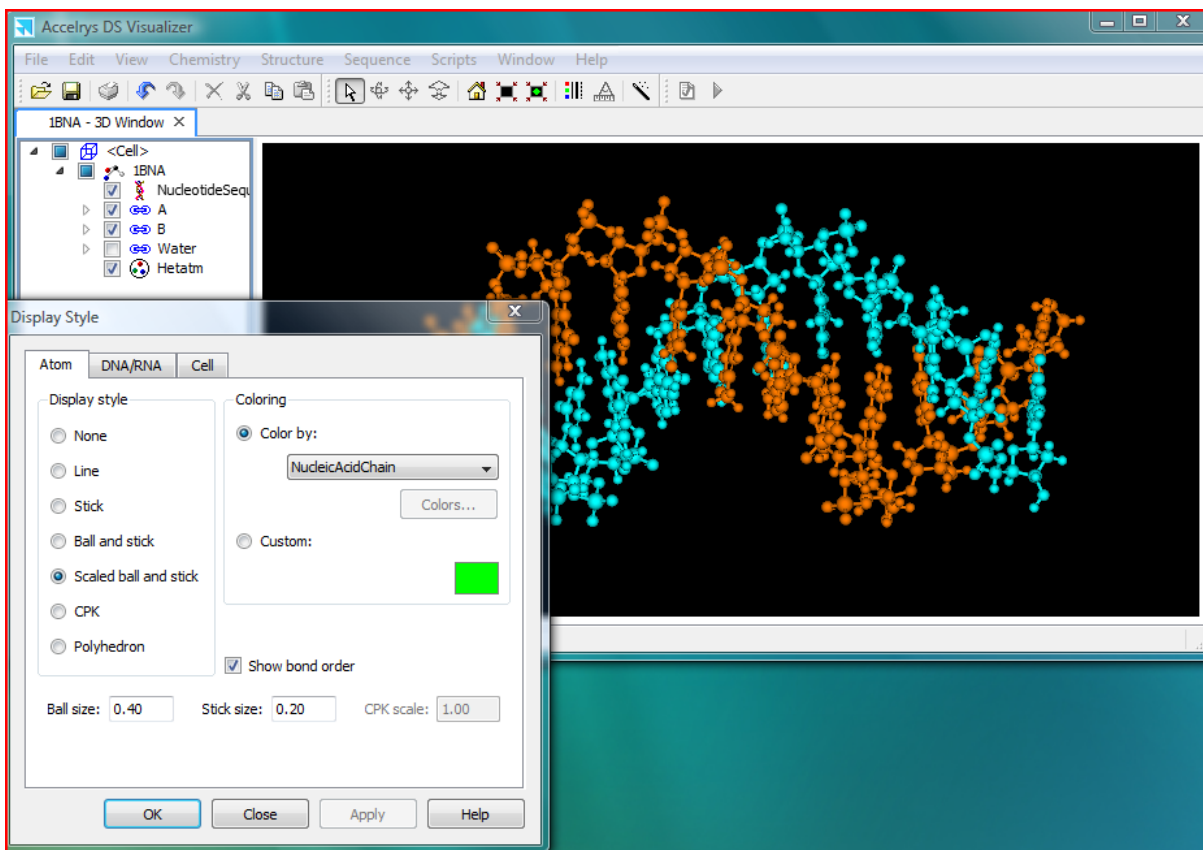 Accelrys DS Visualizer
File Edit View Chemistry Structure Sequence Scripts Window Help
1BNA - 3D Window
<Cell>
1BNA
NucleotideSequ
A
B
Water
Hetatm
Display Style
Atom DNA/RNA Cell
Display style
None
Line
Stick
Ball and stick
Scaled ball and stick
CPK
Polyhedron
Coloring
Color by:
NucleicAcidChain
Colors...
Custom:
Show bond order
Ball size: 0.40 Stick size: 0.20 CPK scale: 1.00
OK Close Apply Help